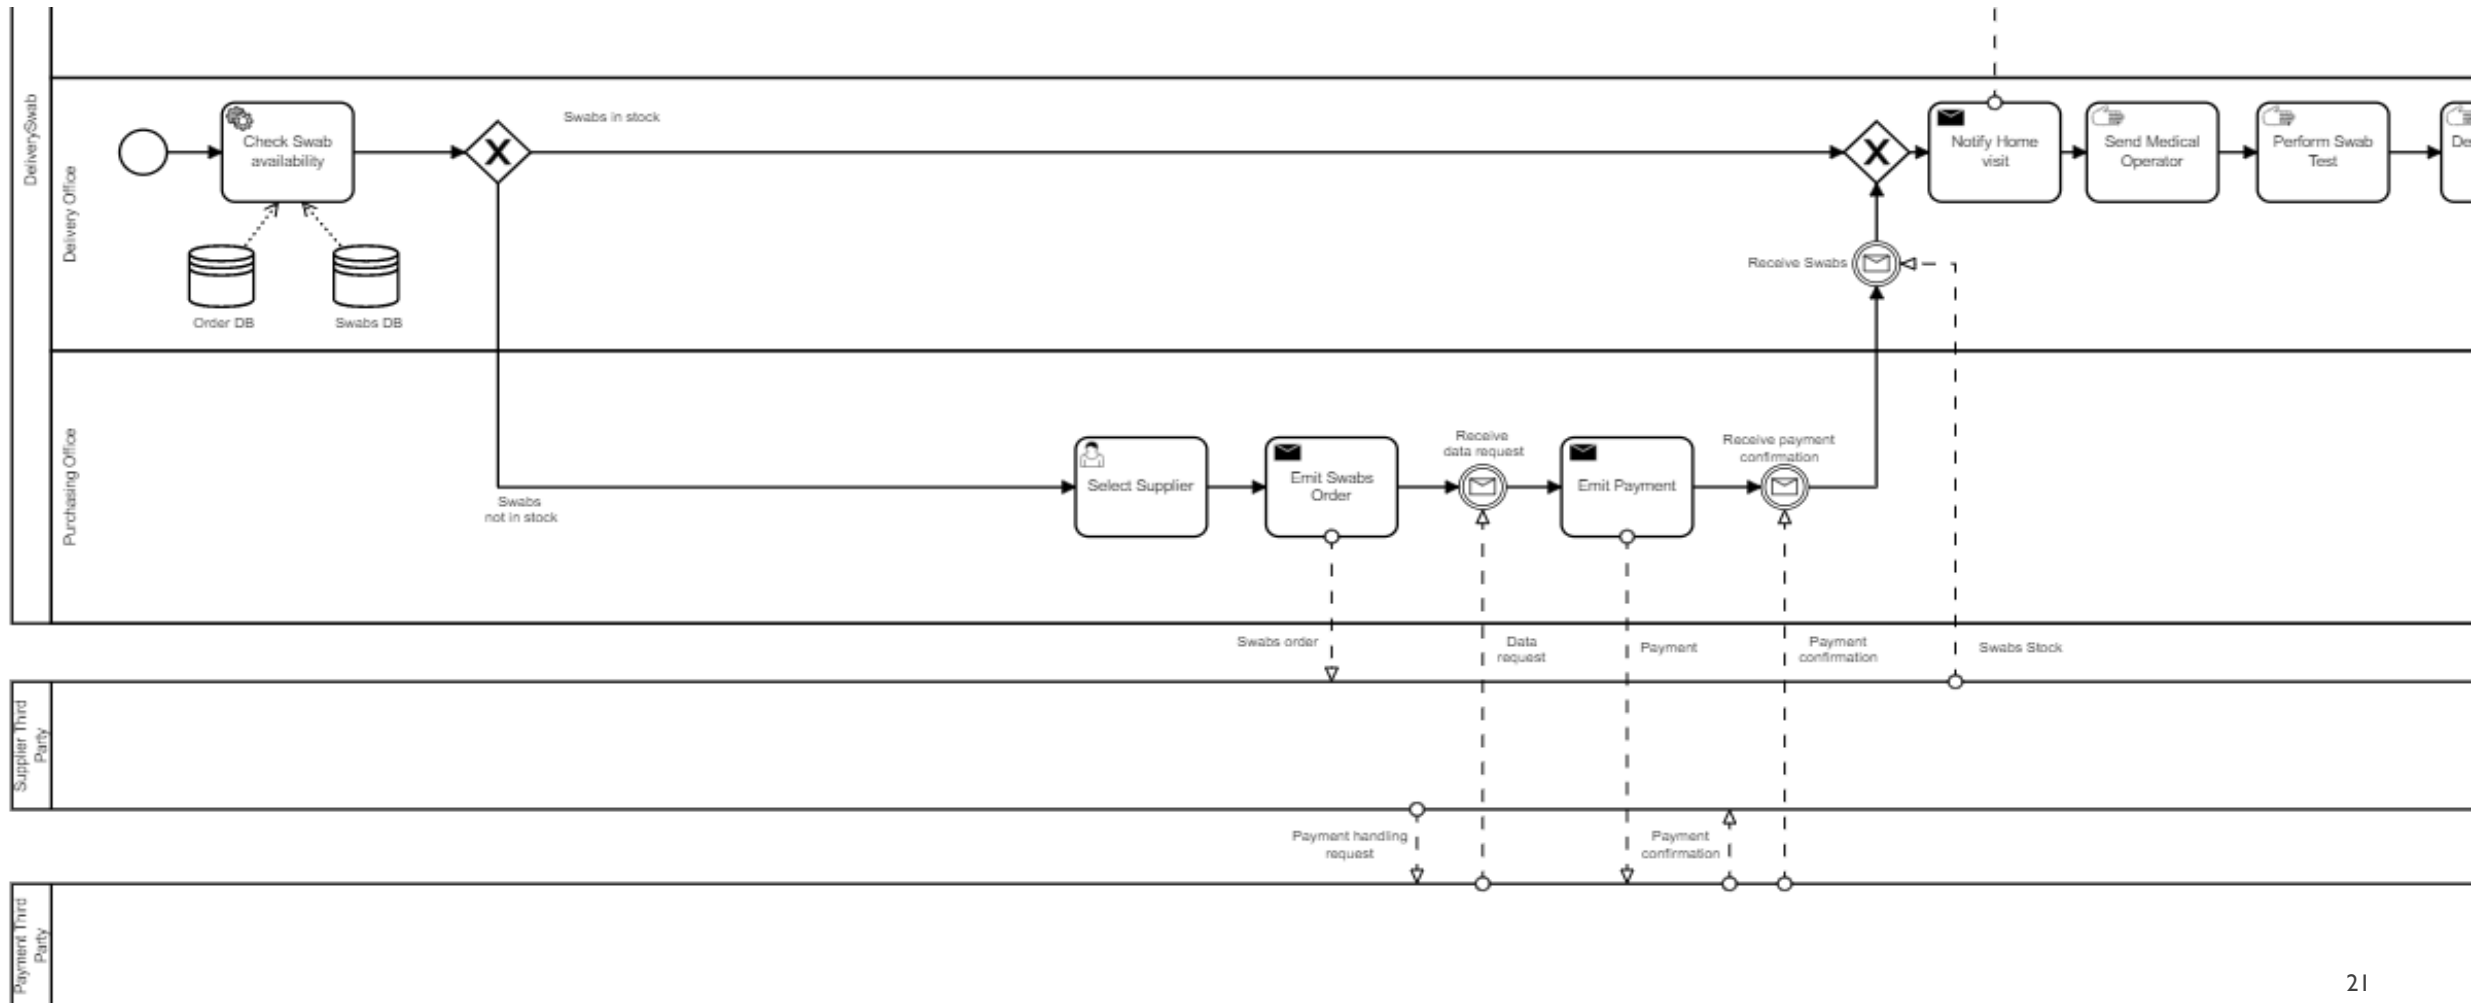 DeliverySwab
Delivery Office
Check Swab
availability
Order DB
Swabs DB
Swabs in stock
Receive Swabs
Notify Home
visit
Send Medical
Operator
Perform Swab
Test
De
Purchasing Office
Swabs
not in stock
Select Supplier
Emit Swabs
Order
Receive
data request
Emit Payment
Receive payment
confirmation
Swabs order
Data
request
Payment
Payment
confirmation
Swabs Stock
Supplier Third
Party
Payment handling
request
Payment
confirmation
Payment Third
Party
21